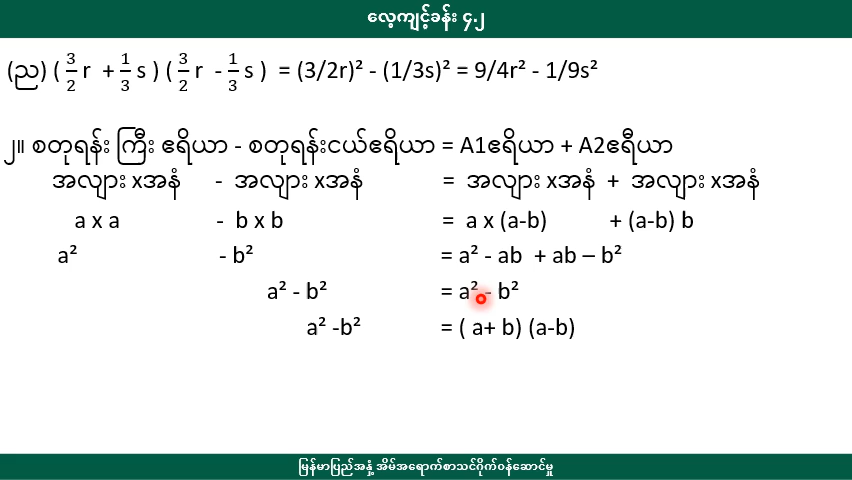 လေ့ကျင့်ခန်း ၄.၂
(ည) ( 3/2 r + 1/3 s ) ( 3/2 r - 1/3 s ) = (3/2r)² - (1/3s)² = 9/4r² - 1/9s²
၂။ စတုရန်း ကြီး ဧရိယာ - စတုရန်းငယ်ဧရိယာ = A1ဧရိယာ + A2ဧရီယာ
အလျား xအနံ - အလျား xအနံ = အလျား xအနံ + အလျား xအနံ
a x a - b x b = a x (a-b) + (a-b) b
a² - b² = a² - ab + ab – b²
a² - b² = a² - b²
a² -b² = ( a+ b) (a-b)
မြန်မာပြည်အနှံ့ အိမ်အရောက်စာသင်ဂိုက်ဝန်ဆောင်မှု